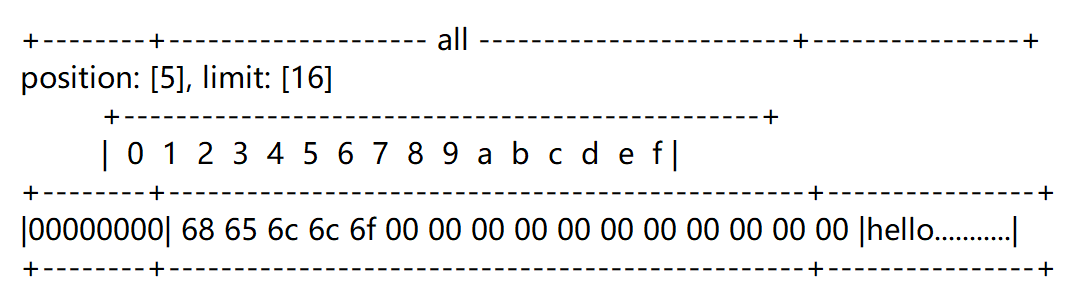 +--------+-------------------- all ------------------------+----------------+
position: [5], limit: [16]
+-------------------------------------------------+
| 0 1 2 3 4 5 6 7 8 9 a b c d e f |
+--------+-------------------------------------------------+----------------+
|00000000| 68 65 6c 6c 6f 00 00 00 00 00 00 00 00 00 00 00 |hello...........|
+--------+-------------------------------------------------+----------------+